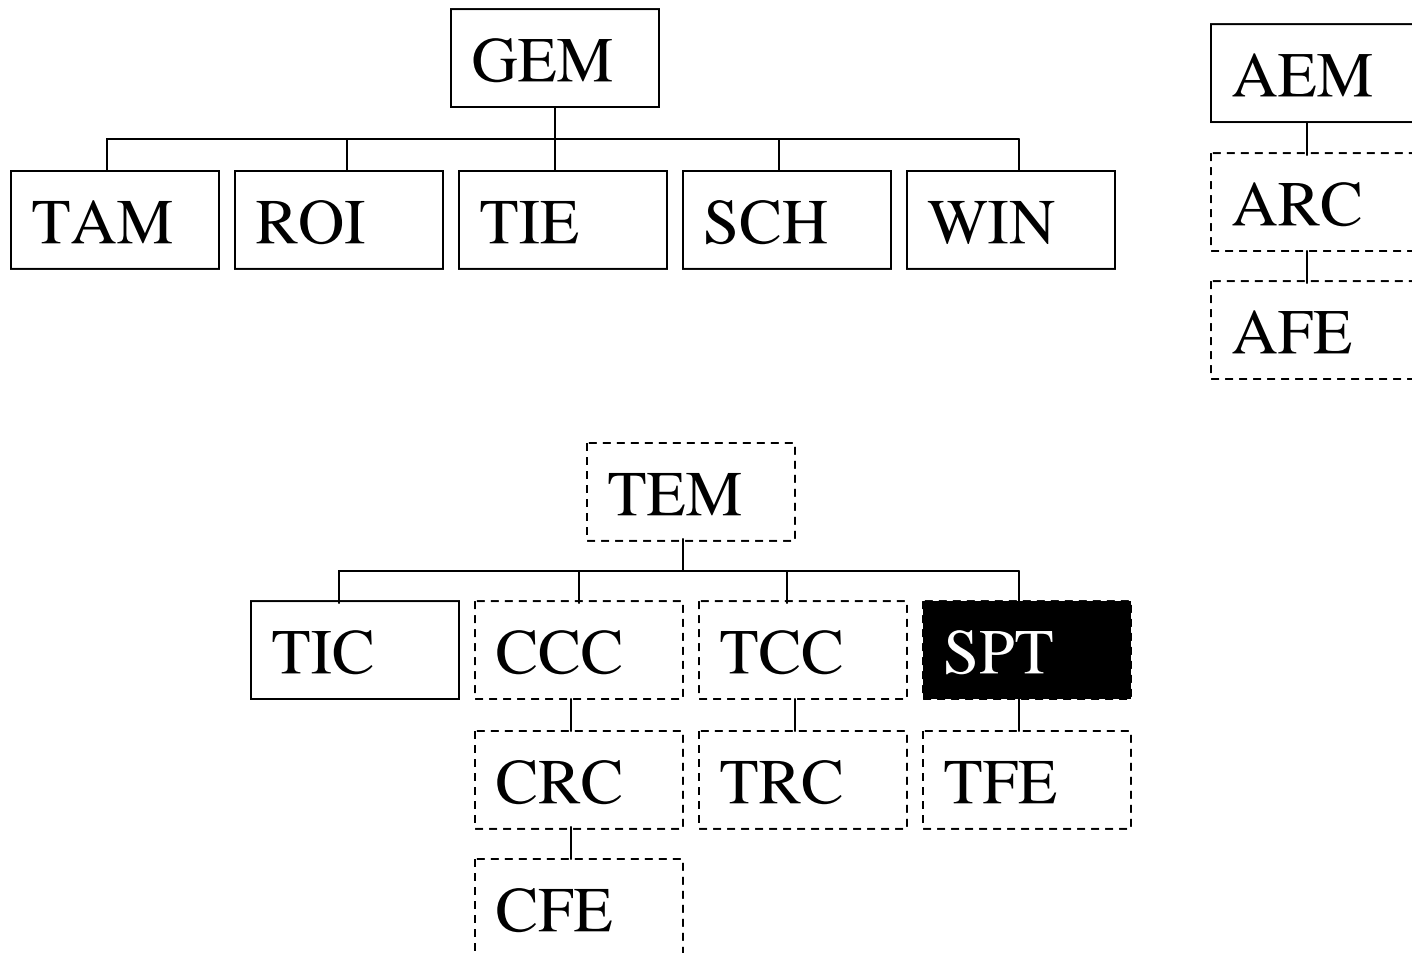 GEM
AEM
TAM
ROI
TIE
SCH
WIN
ARC
AFE
TEM
TIC
CCC
TCC
SPT
CRC
TRC
TFE
CFE